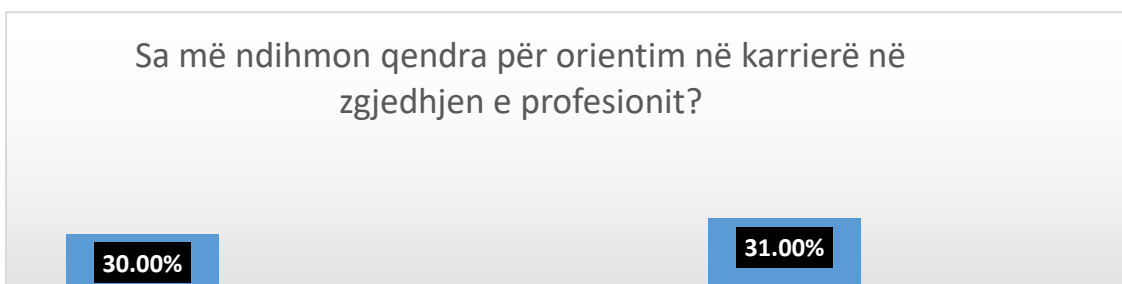 Sa më ndihmon qendra për orientim në karrierë në
zgjedhjen e profesionit?
31.00%
30.00%